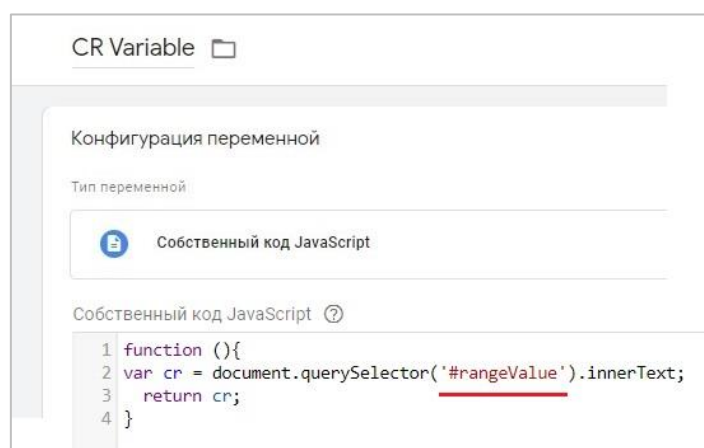 CR Variable
Конфигурация переменной
Тип переменной
Собственный код JavaScript
Собственный код JavaScript ?
1 function (){
2 var cr = document.querySelector('#rangeValue').innerText;
3 return cr;
4 }